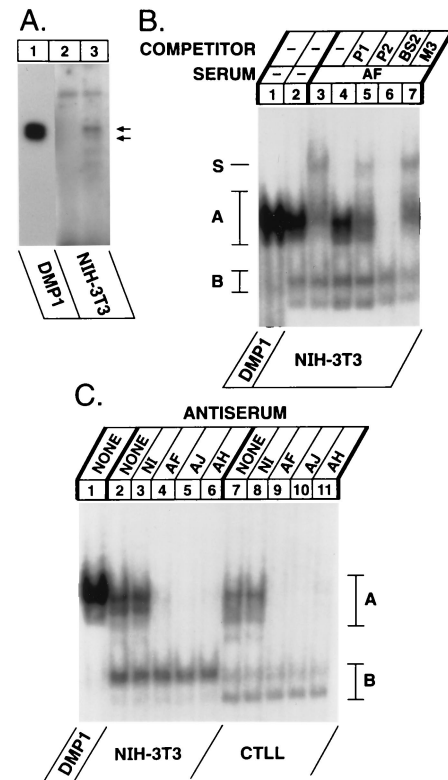 A.
1 2 3
DMP1 NIH-3T3
B.
COMPETITOR – – – – P1 P2 BS2 M3
SERUM – – AF
1 2 3 4 5 6 7
S
A
B
DMP1 NIH-3T3
C.
ANTISERUM
NONE NONE NI AF AJ AH NONE NI AF AJ AH
1 2 3 4 5 6 7 8 9 10 11
A
B
DMP1 NIH-3T3 CTLL